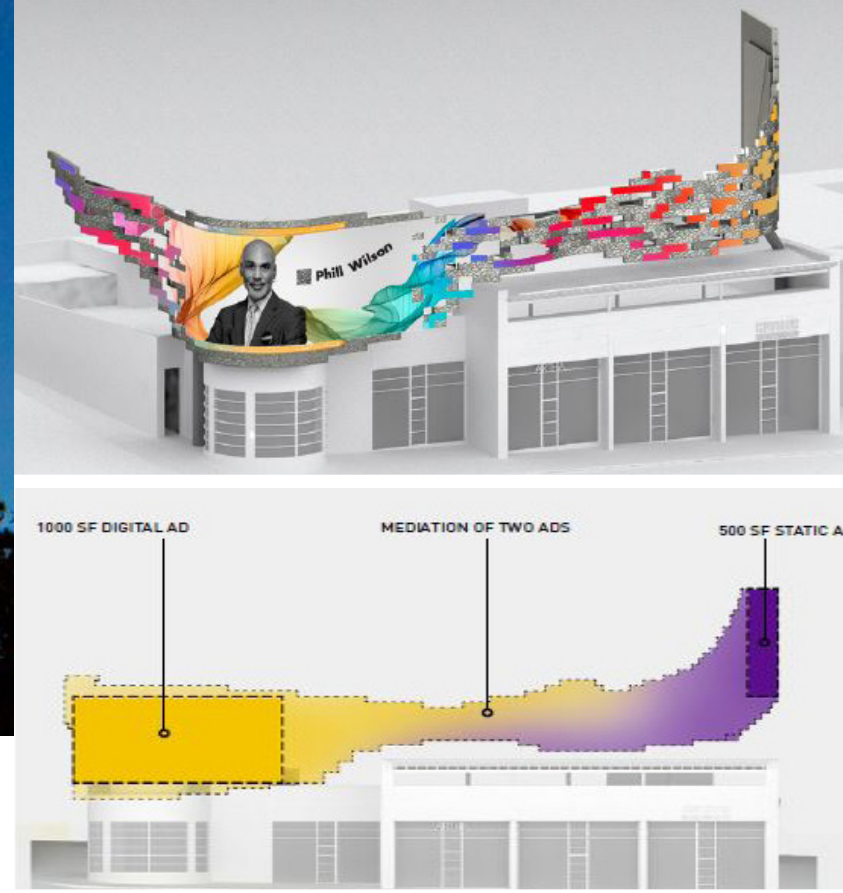 Phill Wilson
1000 SF DIGITAL AD
MEDIATION OF TWO ADS
500 SF STATIC A